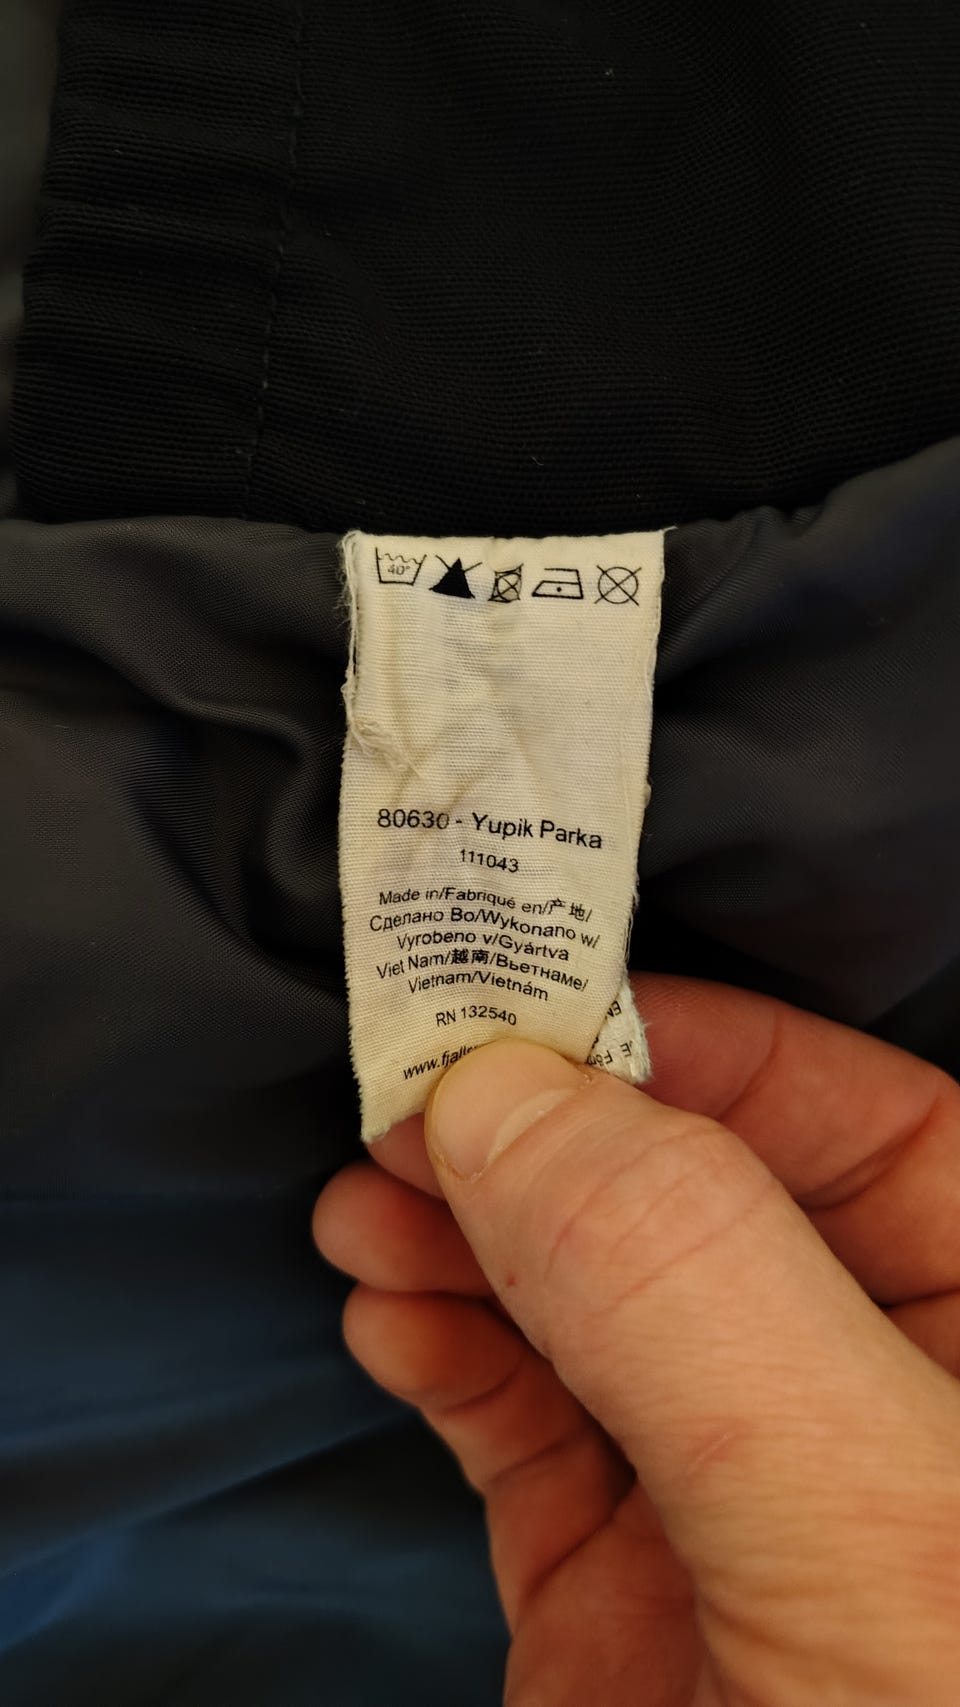 40°
80630 - Yupik Parka
111043
Made in/Fabriqué en/产地/
Сделано Во/Wykonano w/
Vyrobeno v/Gyártva
Viet Nam/越南/Вьетнаме/
Vietnam/Vietnám
RN 132540